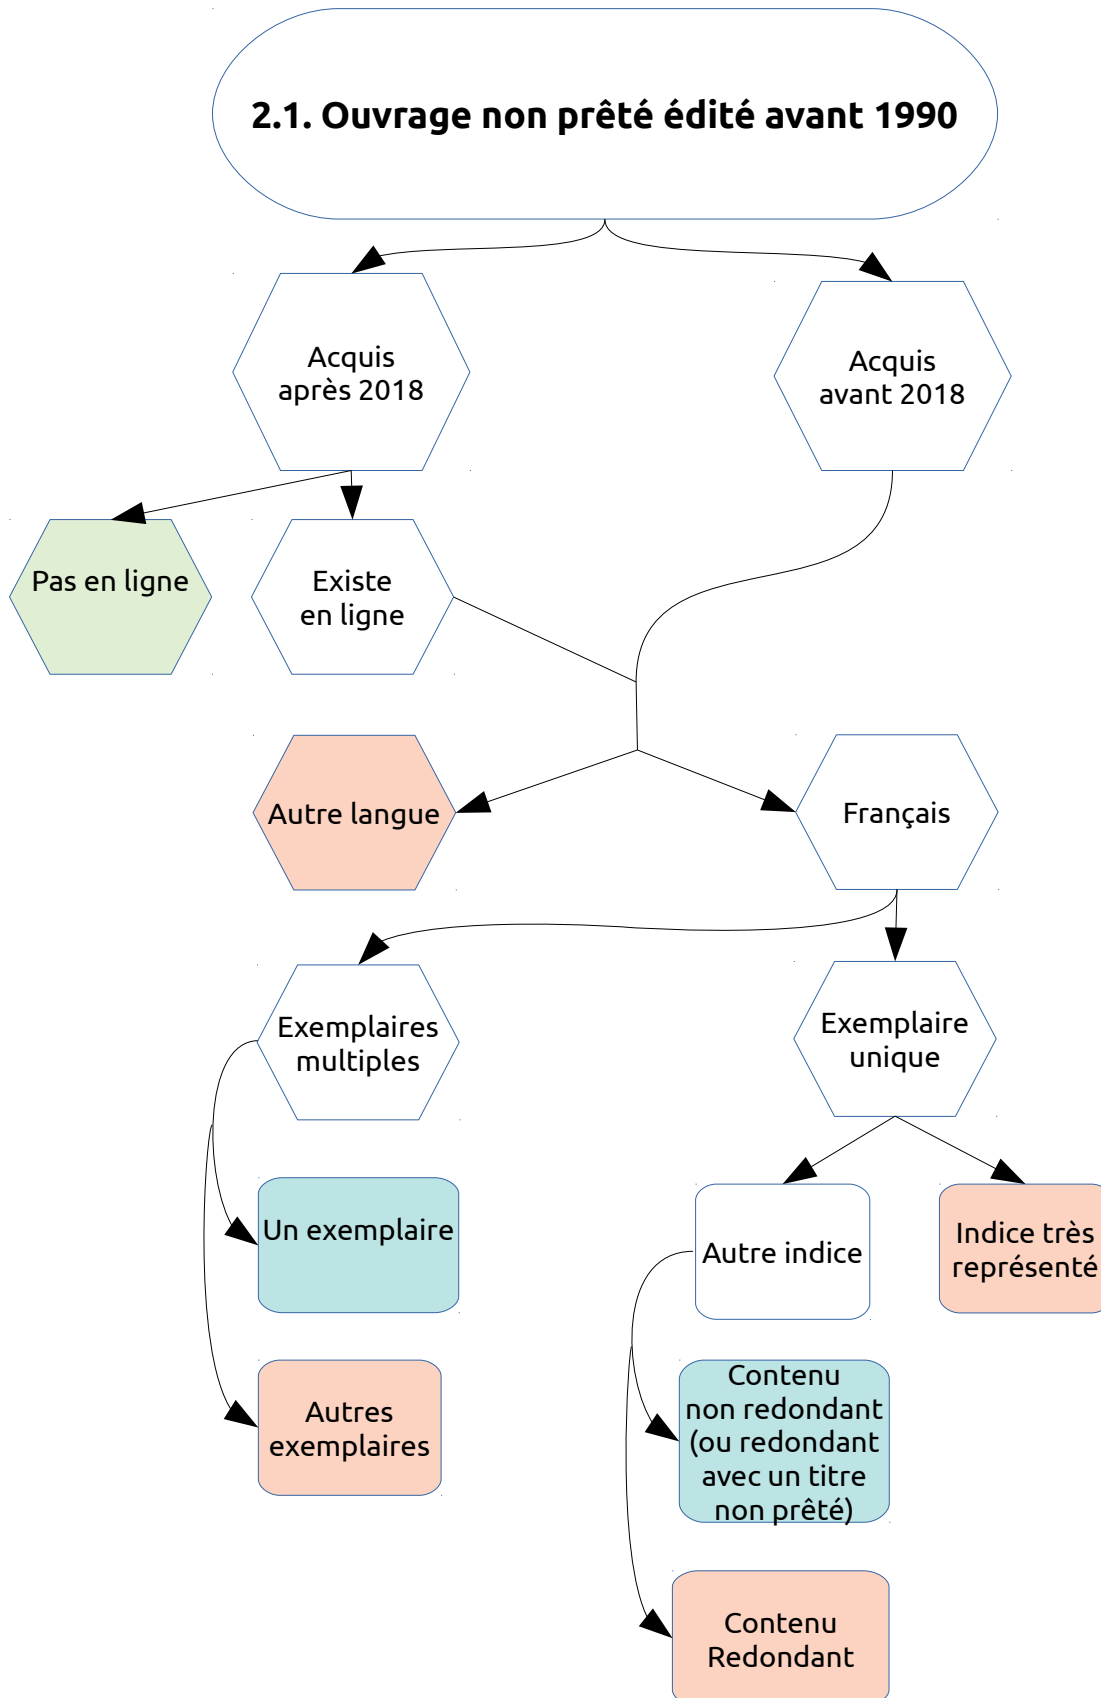 2.1. Ouvrage non prêté édité avant 1990
Acquis
après 2018
Acquis
avant 2018
Pas en ligne
Existe
en ligne
Autre langue
Français
Exemplaires
multiples
Exemplaire
unique
Un exemplaire
Autre indice
Indice très
représenté
Autres
exemplaires
Contenu
non redondant
(ou redondant
avec un titre
non prêté)
Contenu
Redondant